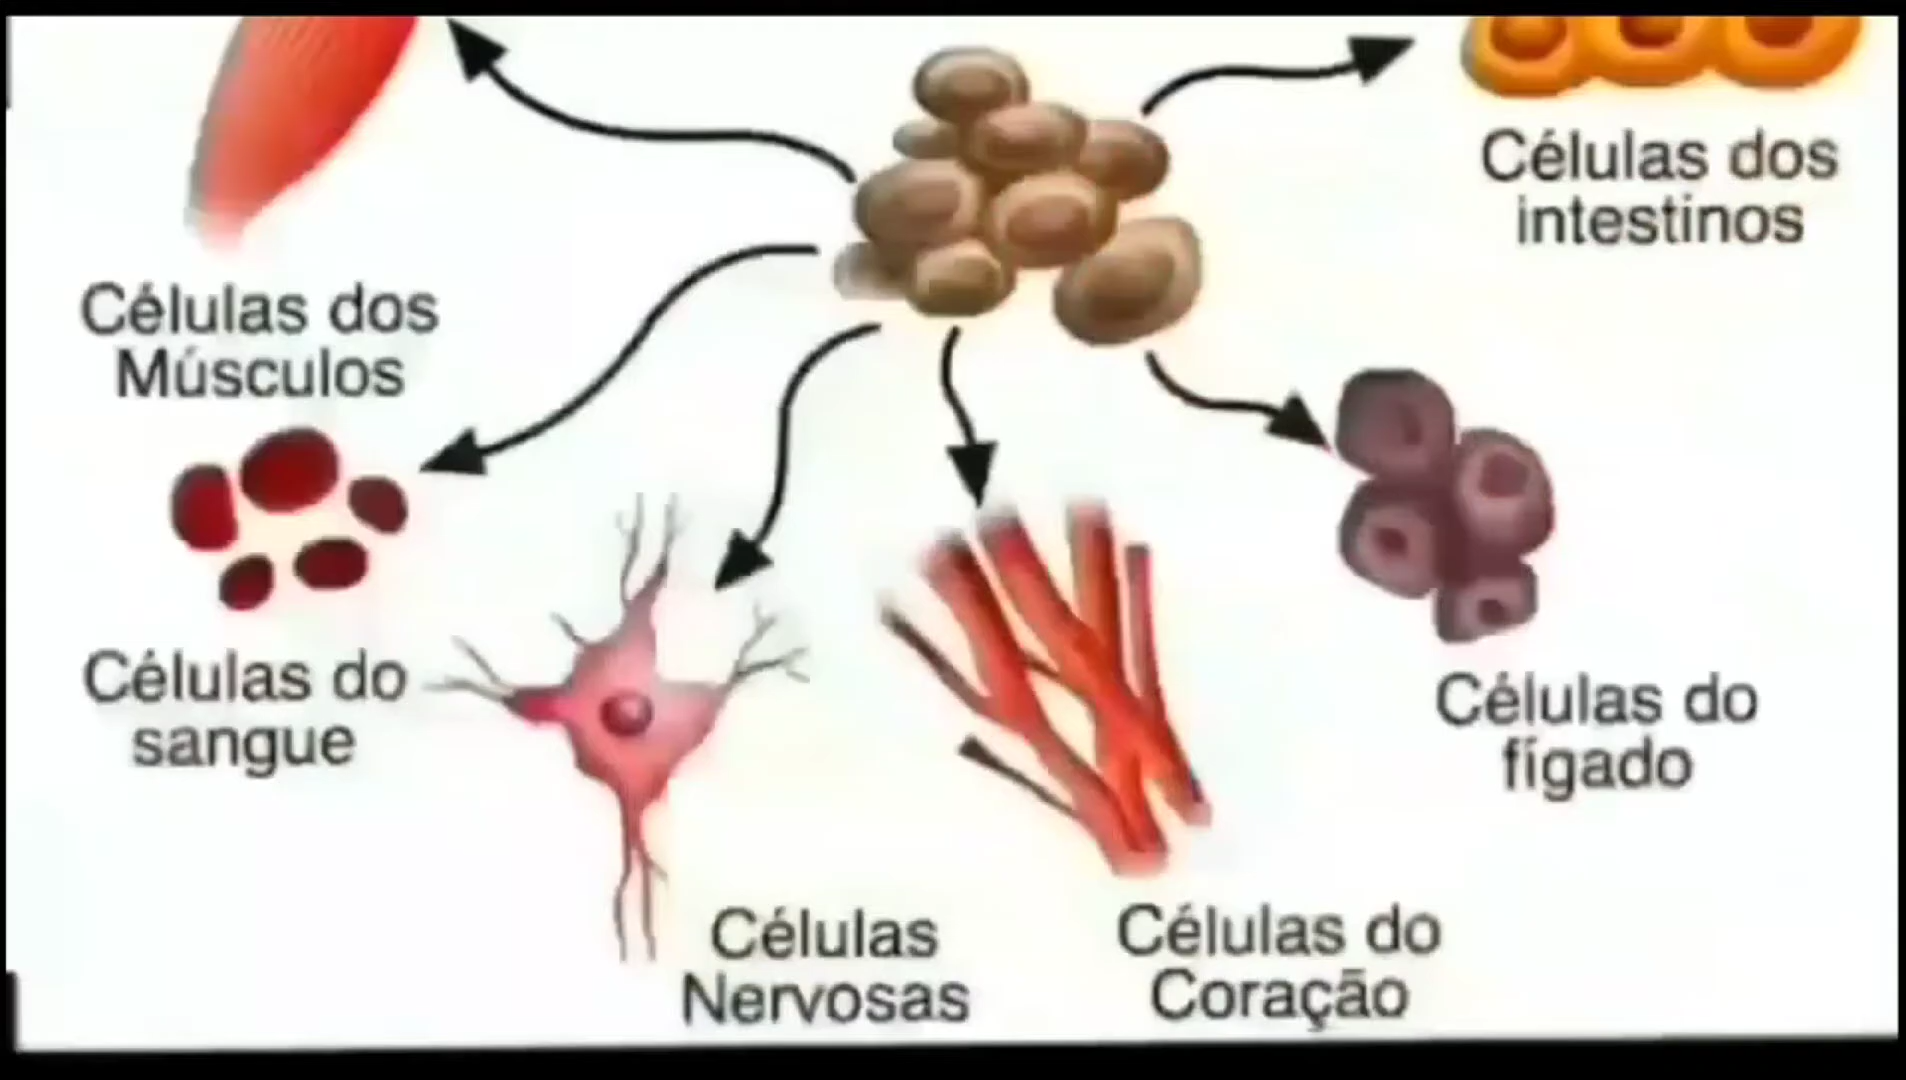 Células dos
intestinos
Células dos
Músculos
Células do
sangue
Células do
fígado
Células
Nervosas
Células do
Coração